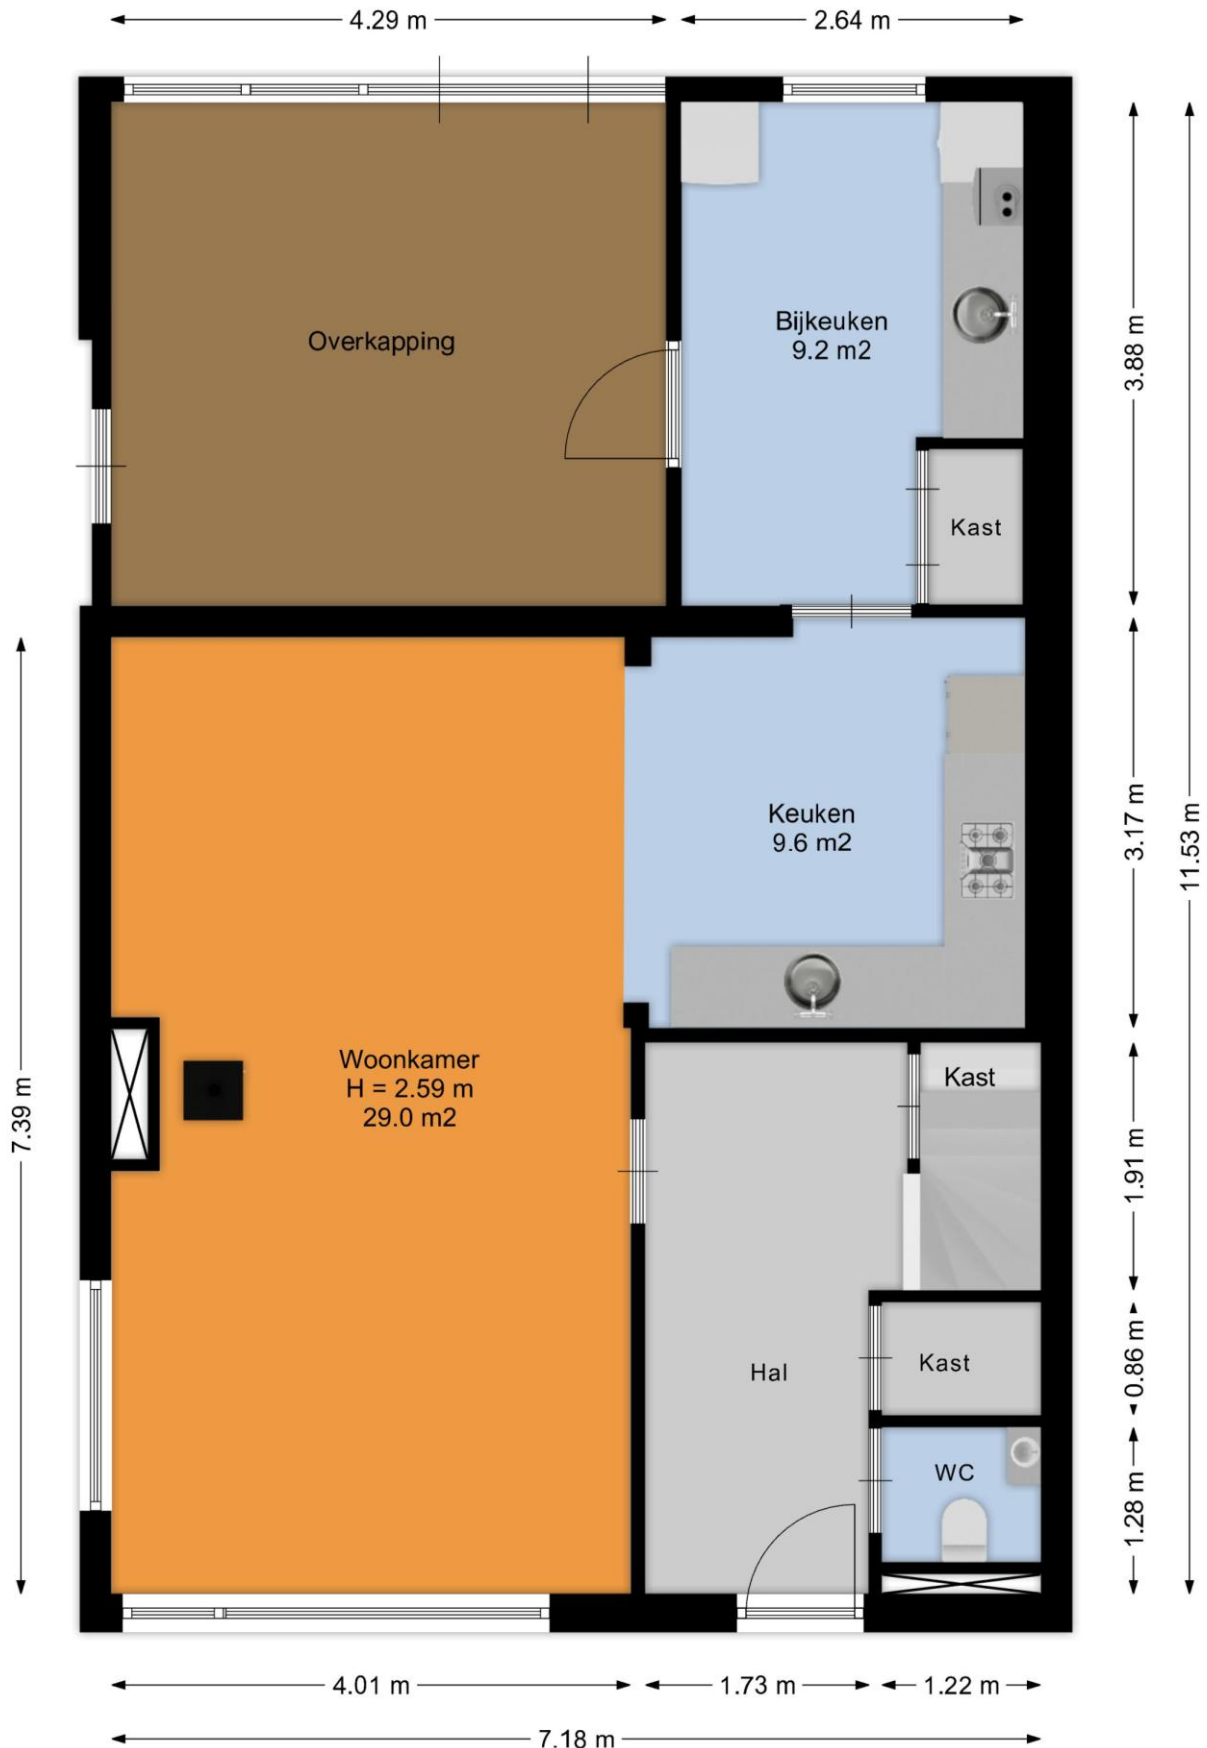 4.29 m
2.64 m
Overkapping
Bijkeuken
9.2 m2
3.88 m
Kast
Keuken
9.6 m2
3.17 m
11.53 m
Woonkamer
H = 2.59 m
29.0 m2
7.39 m
Kast
1.91 m
Hal
Kast
0.86 m
WC
1.28 m
4.01 m
1.73 m
1.22 m
7.18 m